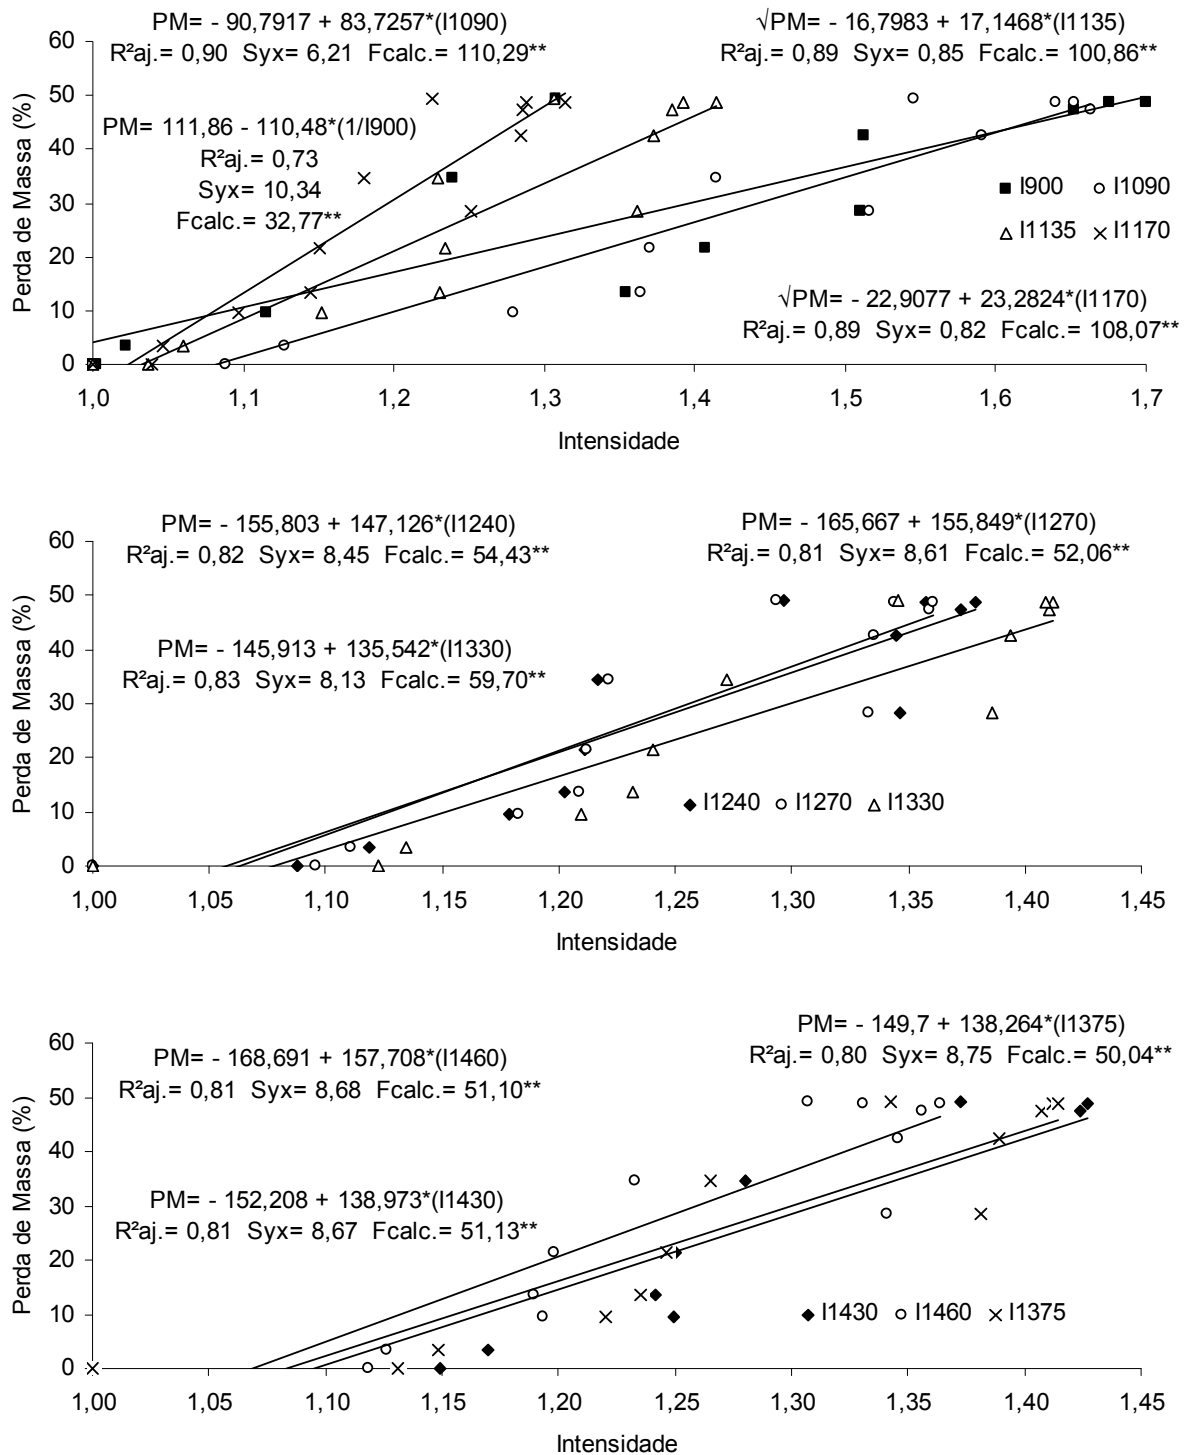 PM= - 90,7917 + 83,7257*(I1090)
R²aj.= 0,90 Syx= 6,21 Fcalc.= 110,29**
√PM= - 16,7983 + 17,1468*(I1135)
R²aj.= 0,89 Syx= 0,85 Fcalc.= 100,86**
PM= 111,86 - 110,48*(1/I900)
R²aj.= 0,73
Syx= 10,34
Fcalc.= 32,77**
I900 I1090
I1135 I1170
√PM= - 22,9077 + 23,2824*(I1170)
R²aj.= 0,89 Syx= 0,82 Fcalc.= 108,07**
Perda de Massa (%)
60
50
40
30
20
10
0
1,0 1,1 1,2 1,3 1,4 1,5 1,6 1,7
Intensidade
PM= - 155,803 + 147,126*(I1240)
R²aj.= 0,82 Syx= 8,45 Fcalc.= 54,43**
PM= - 165,667 + 155,849*(I1270)
R²aj.= 0,81 Syx= 8,61 Fcalc.= 52,06**
PM= - 145,913 + 135,542*(I1330)
R²aj.= 0,83 Syx= 8,13 Fcalc.= 59,70**
I1240 I1270 I1330
Perda de Massa (%)
60
50
40
30
20
10
0
1,00 1,05 1,10 1,15 1,20 1,25 1,30 1,35 1,40 1,45
Intensidade
PM= - 149,7 + 138,264*(I1375)
R²aj.= 0,80 Syx= 8,75 Fcalc.= 50,04**
PM= - 168,691 + 157,708*(I1460)
R²aj.= 0,81 Syx= 8,68 Fcalc.= 51,10**
PM= - 152,208 + 138,973*(I1430)
R²aj.= 0,81 Syx= 8,67 Fcalc.= 51,13**
I1430 I1460 I1375
Perda de Massa (%)
60
50
40
30
20
10
0
1,00 1,05 1,10 1,15 1,20 1,25 1,30 1,35 1,40 1,45
Intensidade